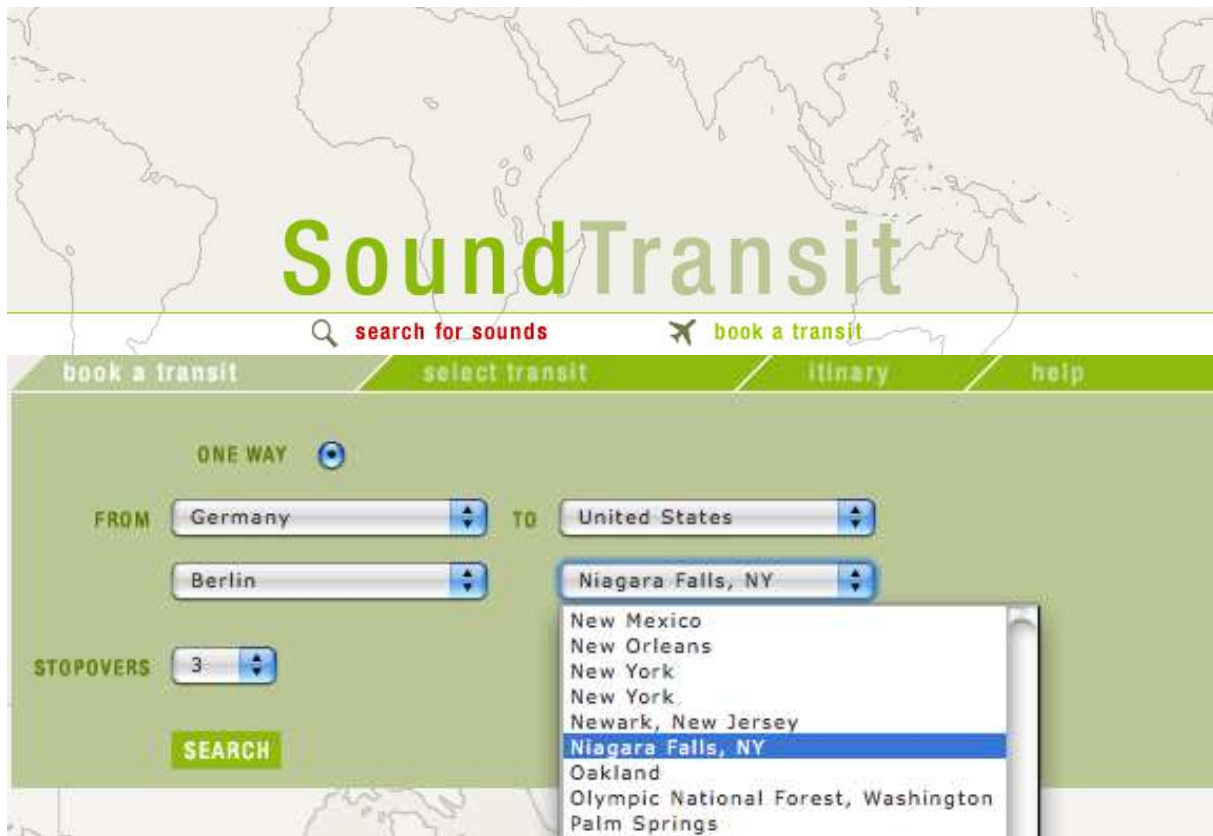 SoundTransit
search for sounds book a transit
book a transit select transit itinary help
ONE WAY
FROM Germany TO United States
Berlin Niagara Falls, NY
New Mexico
New Orleans
STOPOVERS 3 New York
New York
Newark, New Jersey
SEARCH Niagara Falls, NY
Oakland
Olympic National Forest, Washington
Palm Springs